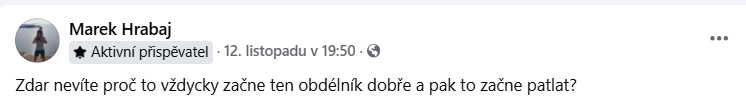 Marek Hrabaj
Aktivní přispěvatel · 12. listopadu v 19:50 ·
Zdar nevíte proč to vždycky začne ten obdélník dobře a pak to začne patlat?